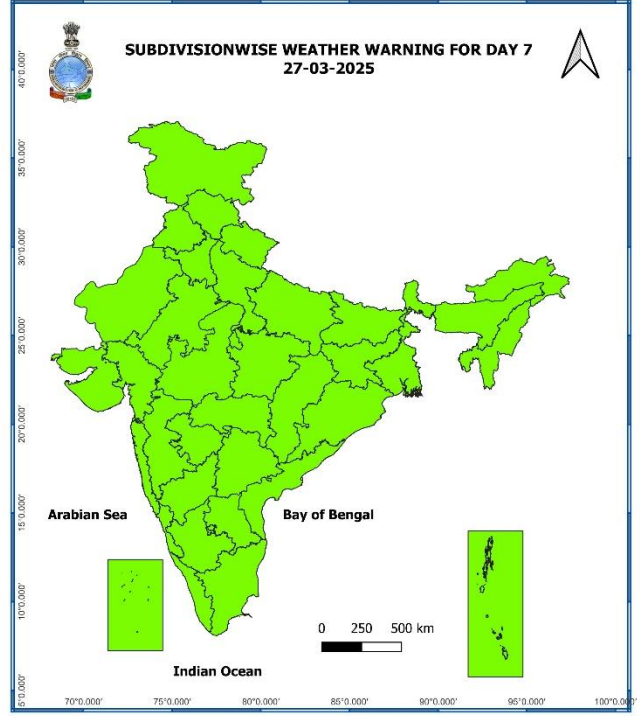 SUBDIVISIONWISE WEATHER WARNING FOR DAY 7
27-03-2025
40°0.000'
35°0.000'
30°0.000'
25°0.000'
20°0.000'
15°0.000'
10°0.000'
5°0.000'
Arabian Sea
Bay of Bengal
0 250 500 km
Indian Ocean
70°0.000' 75°0.000' 80°0.000' 85°0.000' 90°0.000' 95°0.000' 100°0.000'